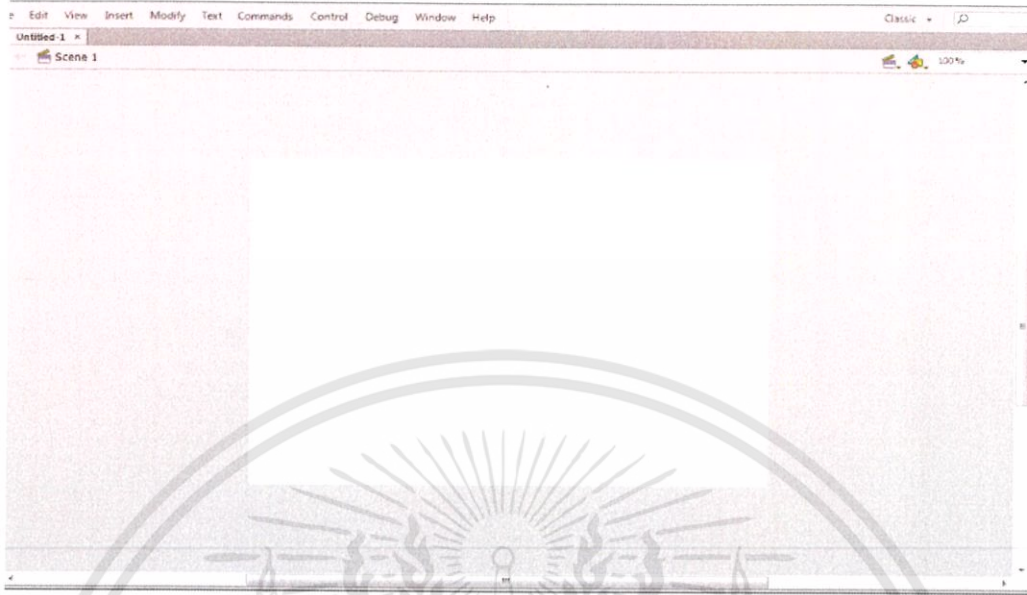 Edit View Insert Modify Text Commands Control Debug Window Help Classic
Untitled-1 ×
Scene 1 100%